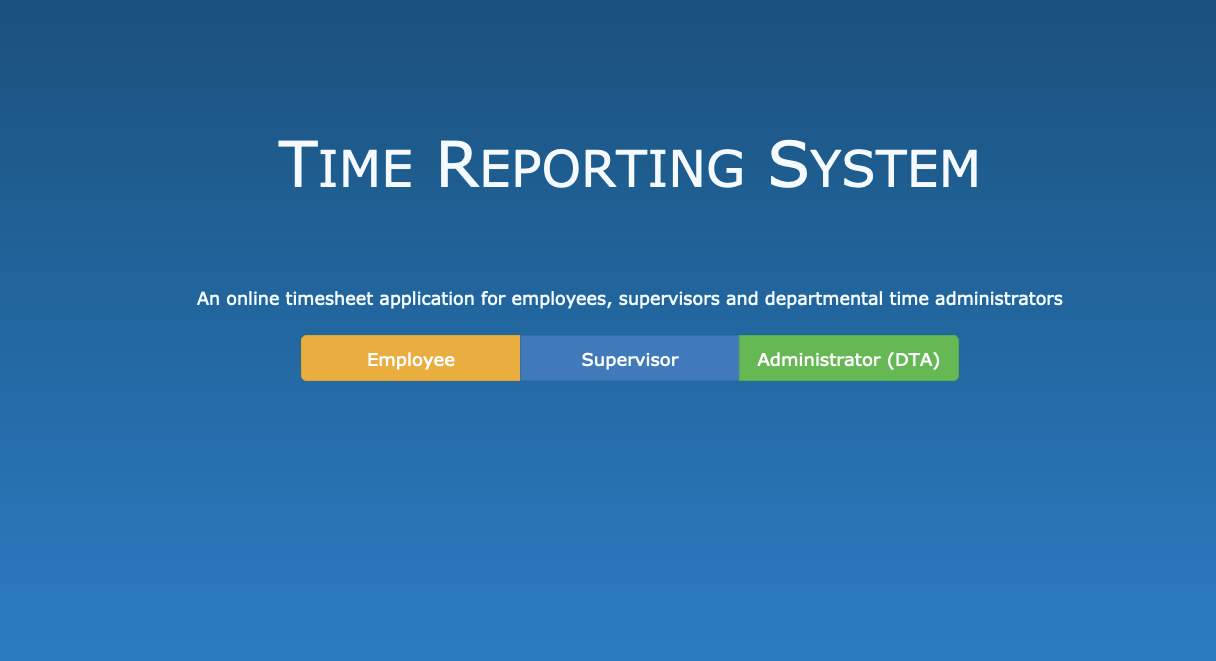 Time Reporting System
An online timesheet application for employees, supervisors and departmental time administrators
Employee Supervisor Administrator (DTA)